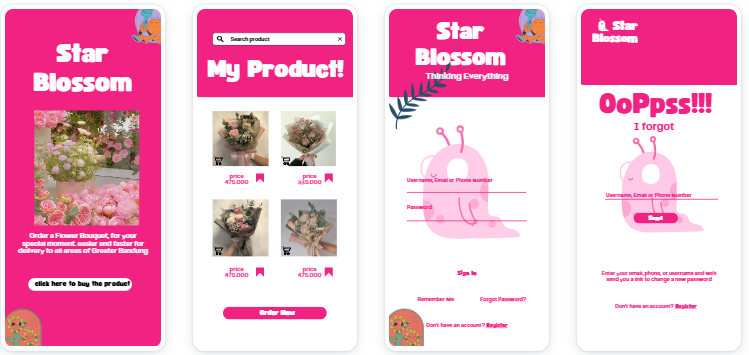 Star
Blossom
Order a Flower Bouquet, for your
special moment. easier and faster for
delivery to all areas of Greater Bandung
click here to buy the product
Search product
My Product!
price
475.000
price
price
475.000
price
475.000
Order Now
Star
Blossom
Thinking Everything
Username, Email or Phone Number
Password
Sign In
Remember Me
Forgot Password?
Don't have an account? Register
Star
Blossom
OoPpss!!!
I forgot
Username, Email or Phone Number
Enter your email, phone, or username and we's
send you a link to change a new password
Don't have an account? Register